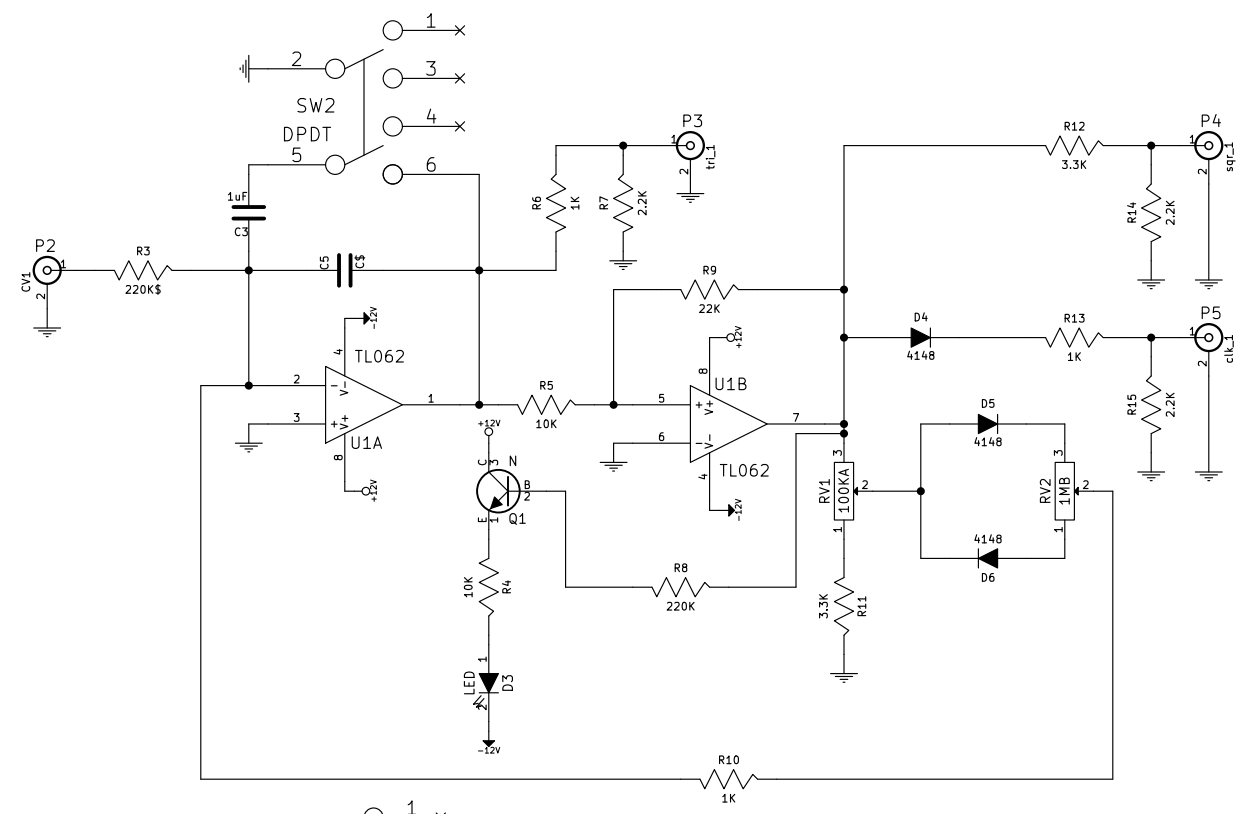 1
2
3
SW2
DPDT
4
5
6
P3
1
2
tri_1
R12
3.3K
P4
1
2
sqr_1
1uF
C3
R6
1K
R7
2.2K
R14
2.2K
P2
1
2
CV1
R3
220K$
C5
C$
R9
22K
-12V
4
TL062
2
3
- V-
+ V+
1
U1A
8
+12V
R5
10K
+12V
8
U1B
5
6
+ V+
- V-
7
TL062
4
-12V
D4
4148
R13
1K
P5
1
2
clk_1
R15
2.2K
+12V
C
3
N
B
2
E
1
Q1
3
RV1
100KA
2
1
D5
4148
4148
D6
3
RV2
1MB
2
1
10K
R4
R8
220K
3.3K
R11
1
LED
D3
2
-12V
R10
1K
1